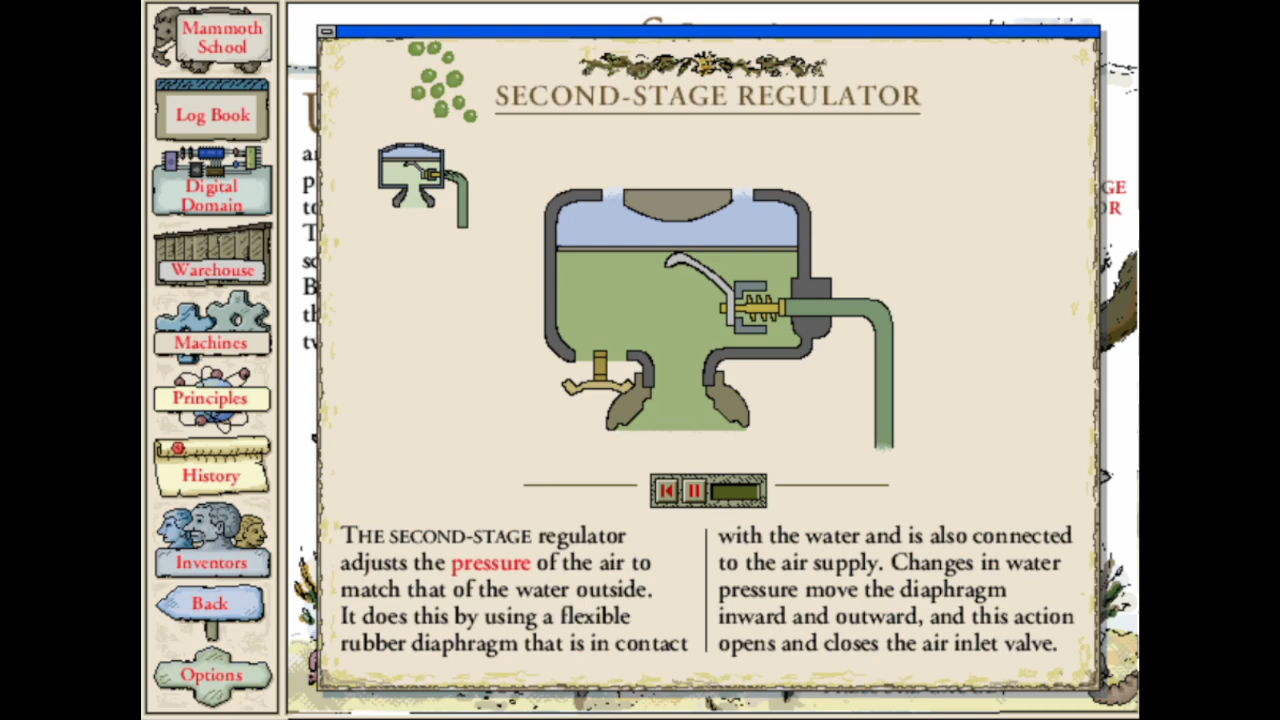 Mammoth
School
Log Book
Digital
Domain
Warehouse
Machines
Principles
History
Inventors
Back
Options
SECOND-STAGE REGULATOR
THE SECOND-STAGE regulator
adjusts the pressure of the air to
match that of the water outside.
It does this by using a flexible
rubber diaphragm that is in contact
with the water and is also connected
to the air supply. Changes in water
pressure move the diaphragm
inward and outward, and this action
opens and closes the air inlet valve.